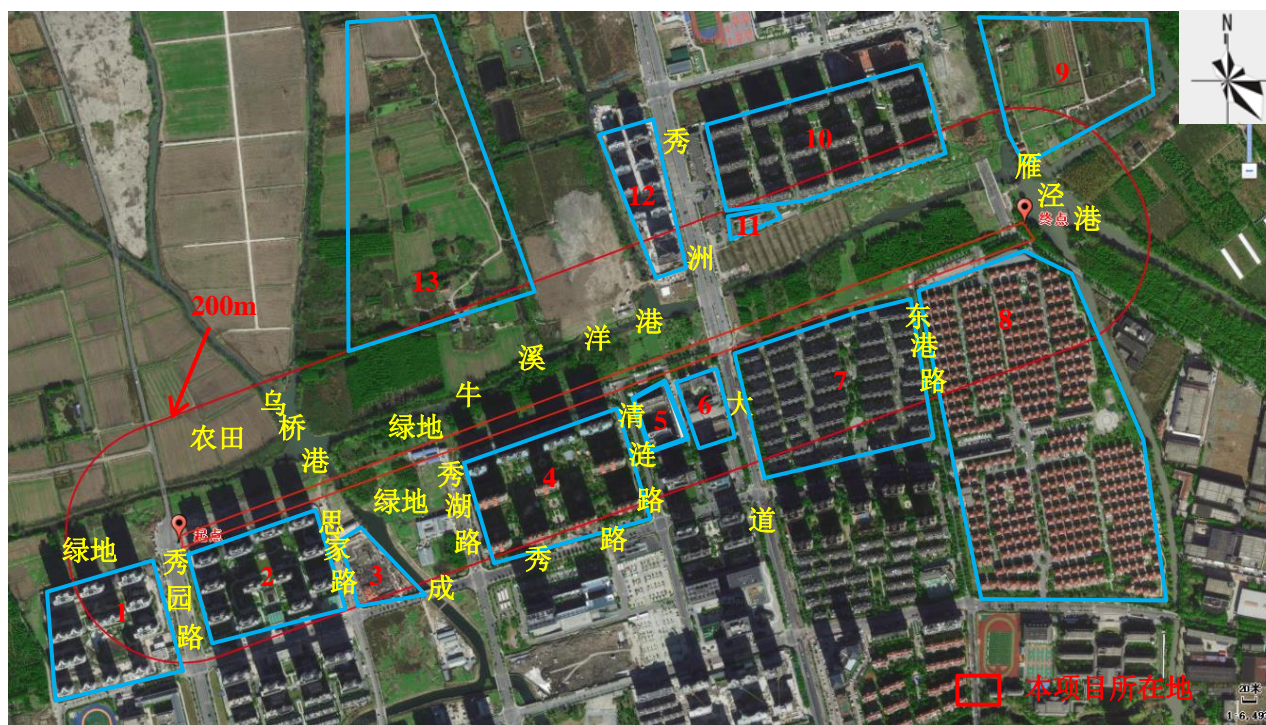 N
9
秀
10
12
雁
泾
港
终点
11
洲
13
200m
港
洋
溪
牛
东
港
路
8
7
大
6
5
清
涟
路
乌
桥
港
农田
绿地
绿地
秀
湖
路
4
道
秀
路
成
起点
绿地
秀
园
路
思
家
路
2
3
1
本项目所在地
20米